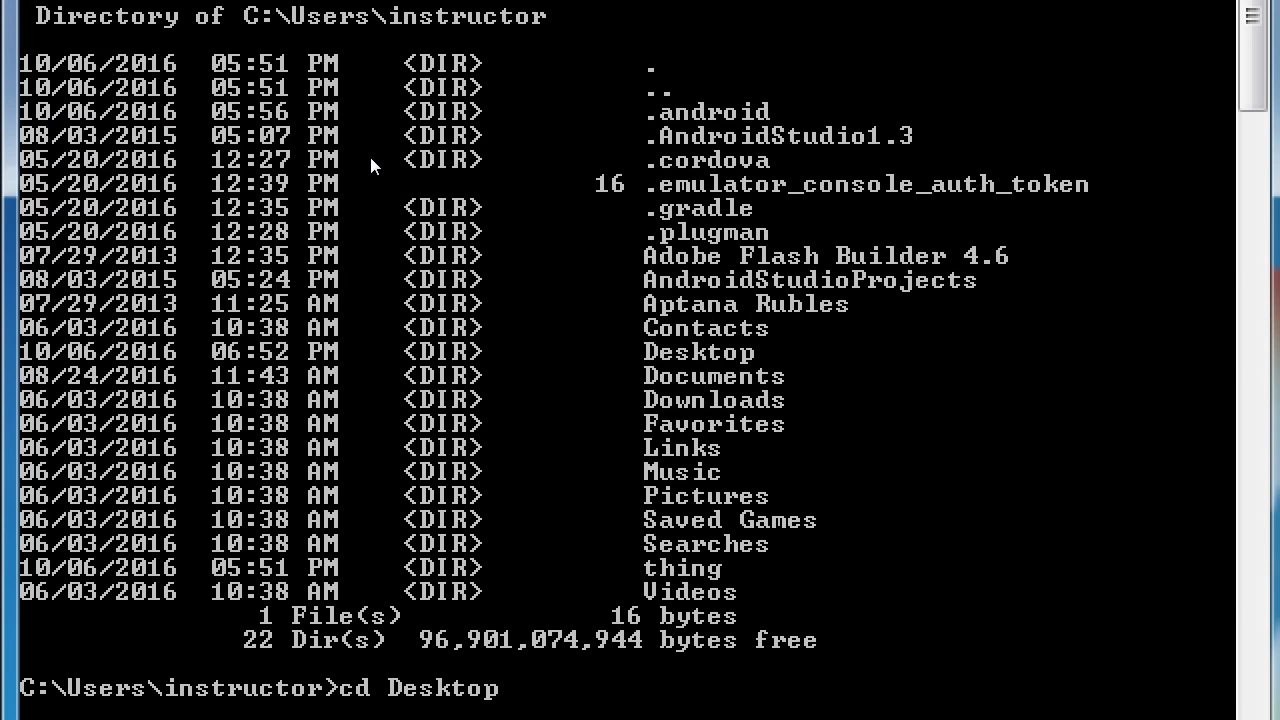 Directory of C:\Users\instructor
10/06/2016 05:51 PM <DIR> .
10/06/2016 05:51 PM <DIR> ..
10/06/2016 05:56 PM <DIR> .android
08/03/2015 05:07 PM <DIR> .AndroidStudio1.3
05/20/2016 12:27 PM <DIR> .cordova
05/20/2016 12:39 PM 16 .emulator_console_auth_token
05/20/2016 12:35 PM <DIR> .gradle
05/20/2016 12:28 PM <DIR> .plugman
07/29/2013 12:35 PM <DIR> Adobe Flash Builder 4.6
08/03/2015 05:24 PM <DIR> AndroidStudioProjects
07/29/2013 11:25 AM <DIR> Aptana Rubles
06/03/2016 10:38 AM <DIR> Contacts
10/06/2016 06:52 PM <DIR> Desktop
08/24/2016 11:43 AM <DIR> Documents
06/03/2016 10:38 AM <DIR> Downloads
06/03/2016 10:38 AM <DIR> Favorites
06/03/2016 10:38 AM <DIR> Links
06/03/2016 10:38 AM <DIR> Music
06/03/2016 10:38 AM <DIR> Pictures
06/03/2016 10:38 AM <DIR> Saved Games
06/03/2016 10:38 AM <DIR> Searches
10/06/2016 05:51 PM <DIR> thing
06/03/2016 10:38 AM <DIR> Videos
1 File(s) 16 bytes
22 Dir(s) 96,901,074,944 bytes free
C:\Users\instructor>cd Desktop